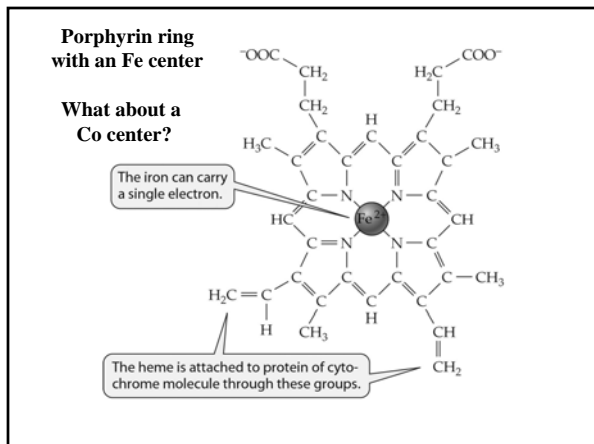 Porphyrin ring
with an Fe center
What about a
Co center?
⁻OOC COO⁻
CH₂ H₂C
CH₂ H CH₂
C C C
H₃C C C C C CH₃
C C
The iron can carry
a single electron.
C N N C
HC Fe 2+ CH
C N N C
C C C C CH₃
H₂C C C C C C
H CH₃ H CH
CH₂
The heme is attached to protein of cyto-
chrome molecule through these groups.